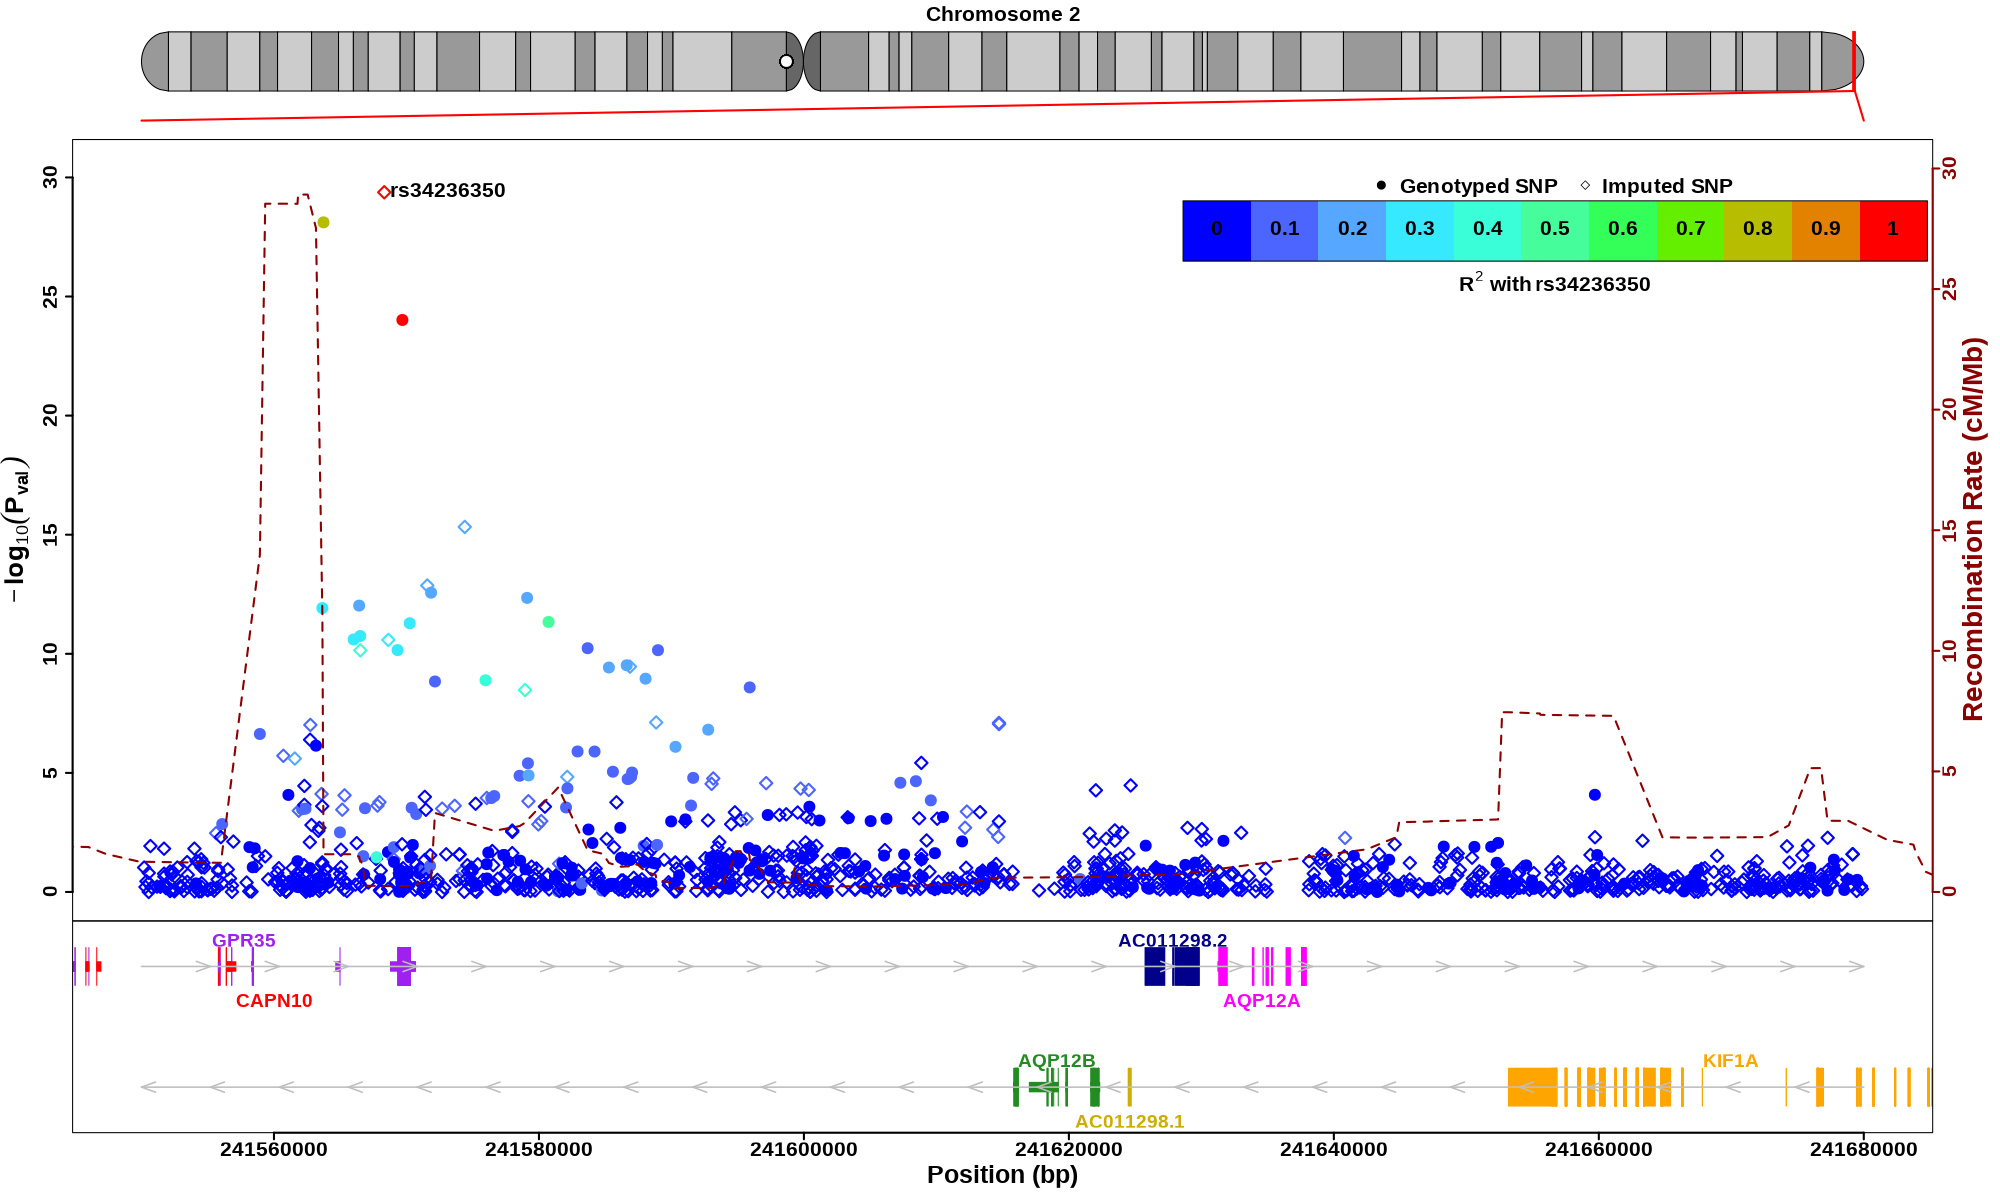 Chromosome 2
rs34236350
Genotyped SNP
Imputed SNP
0 0.1 0.2 0.3 0.4 0.5 0.6 0.7 0.8 0.9 1
R² with rs34236350
30
25
20
15
10
5
0
−log10(Pval)
30
25
20
15
10
5
0
Recombination Rate (cM/Mb)
GPR35
AC011298.2
CAPN10
AQP12A
AQP12B
KIF1A
AC011298.1
241560000 241580000 241600000 241620000 241640000 241660000 241680000
Position (bp)